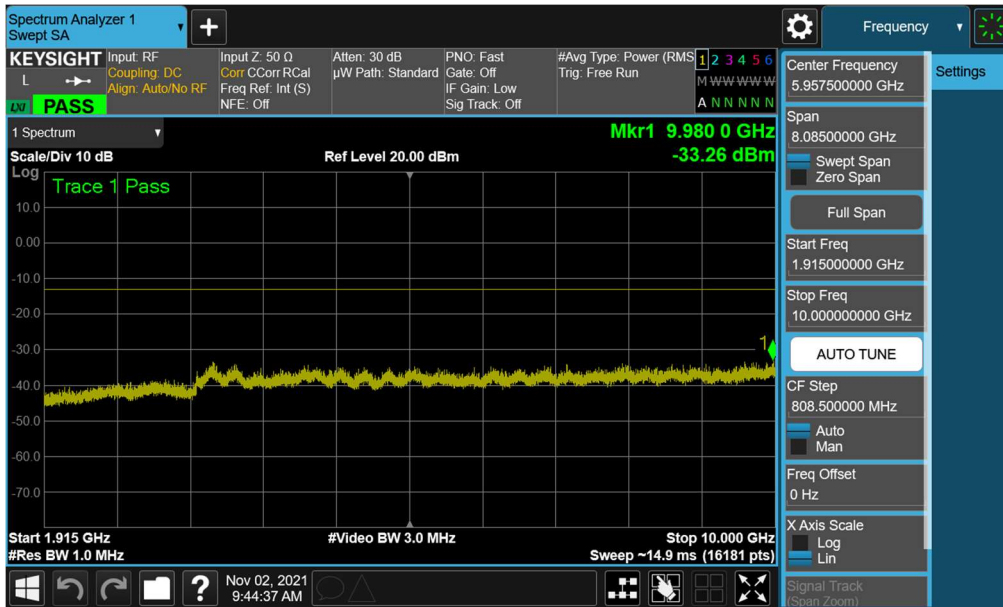 Spectrum Analyzer 1
Swept SA
+
Frequency
KEYSIGHT
L
LXI
PASS
Input: RF
Coupling: DC
Align: Auto/No RF
Input Z: 50 Ω
Corr CCorr RCal
Freq Ref: Int (S)
NFE: Off
Atten: 30 dB
µW Path: Standard
PNO: Fast
Gate: Off
IF Gain: Low
Sig Track: Off
#Avg Type: Power (RMS
Trig: Free Run
1 2 3 4 5 6
M W W W W W
A N N N N N
1 Spectrum
Mkr1 9.980 0 GHz
-33.26 dBm
Scale/Div 10 dB
Ref Level 20.00 dBm
Log
Trace 1 Pass
10.0
0.00
-10.0
-20.0
-30.0
-40.0
-50.0
-60.0
-70.0
1
Start 1.915 GHz
#Res BW 1.0 MHz
#Video BW 3.0 MHz
Stop 10.000 GHz
Sweep ~14.9 ms (16181 pts)
Center Frequency
5.957500000 GHz
Settings
Span
8.08500000 GHz
Swept Span
Zero Span
Full Span
Start Freq
1.915000000 GHz
Stop Freq
10.000000000 GHz
AUTO TUNE
CF Step
808.500000 MHz
Auto
Man
Freq Offset
0 Hz
X Axis Scale
Log
Lin
Signal Track
(Span Zoom)
?
Nov 02, 2021
9:44:37 AM